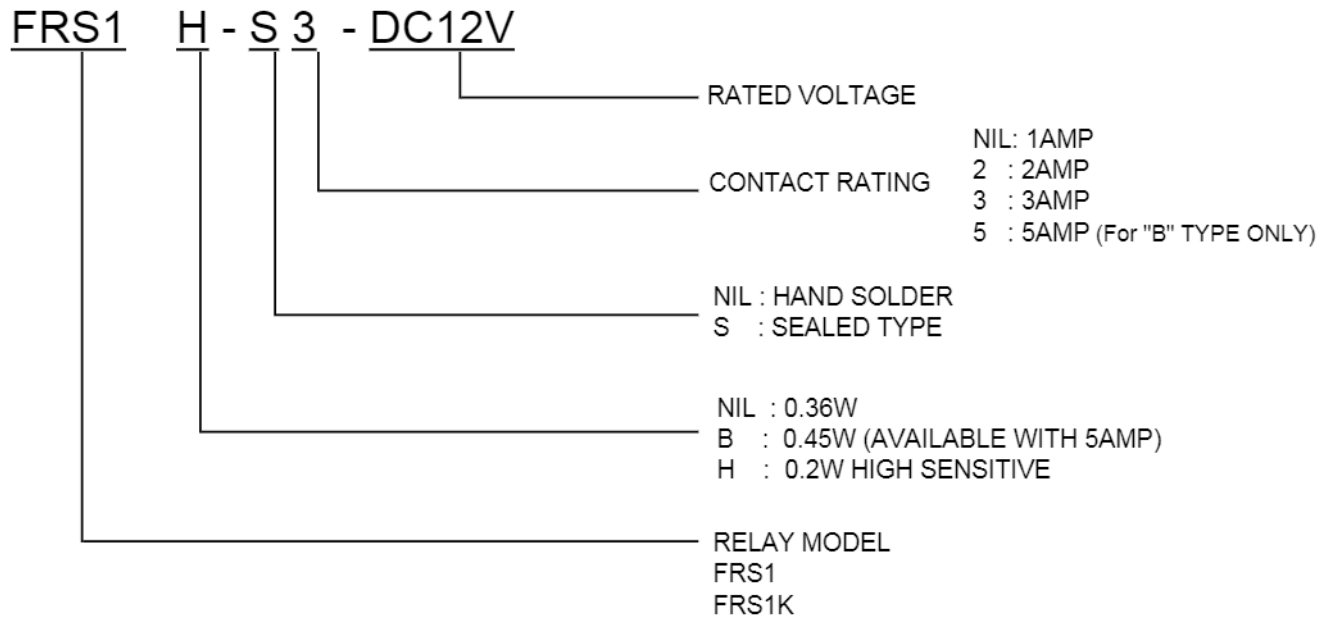 FRS1 H - S 3 - DC12V
RATED VOLTAGE
NIL: 1AMP
CONTACT RATING
2 : 2AMP
3 : 3AMP
5 : 5AMP (For "B" TYPE ONLY)
NIL : HAND SOLDER
S : SEALED TYPE
NIL : 0.36W
B : 0.45W (AVAILABLE WITH 5AMP)
H : 0.2W HIGH SENSITIVE
RELAY MODEL
FRS1
FRS1K